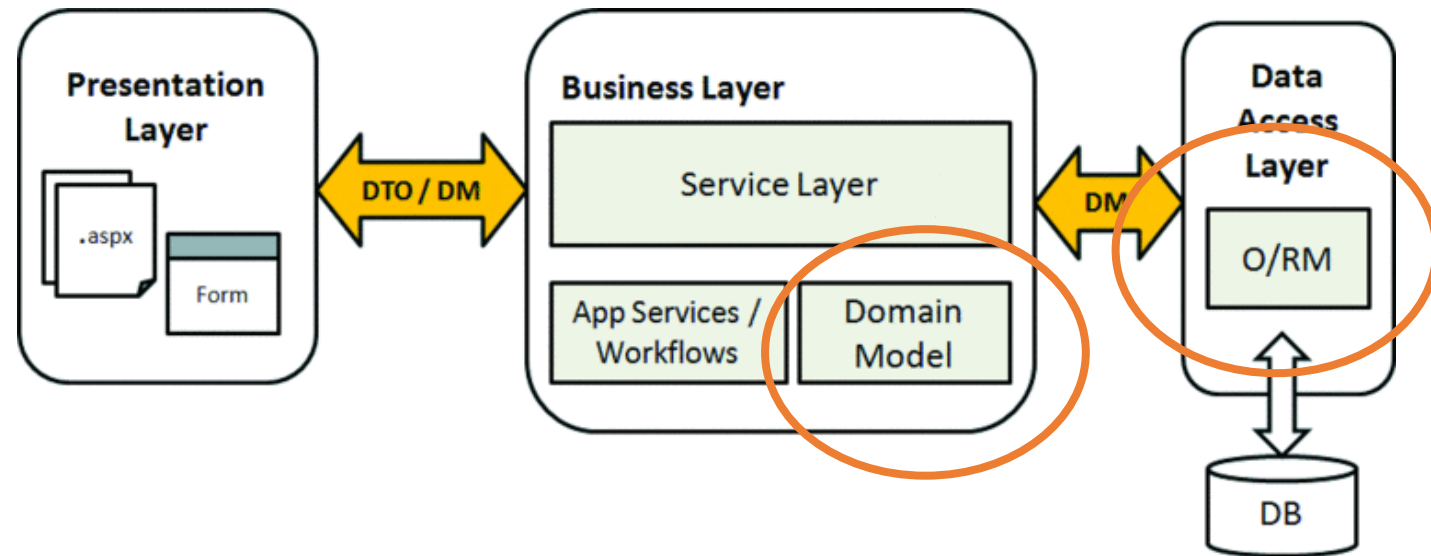 Presentation
Layer
.aspx
Form
DTO / DM
Business Layer
Service Layer
App Services /
Workflows
Domain
Model
DM
Data
Access
Layer
O/RM
DB